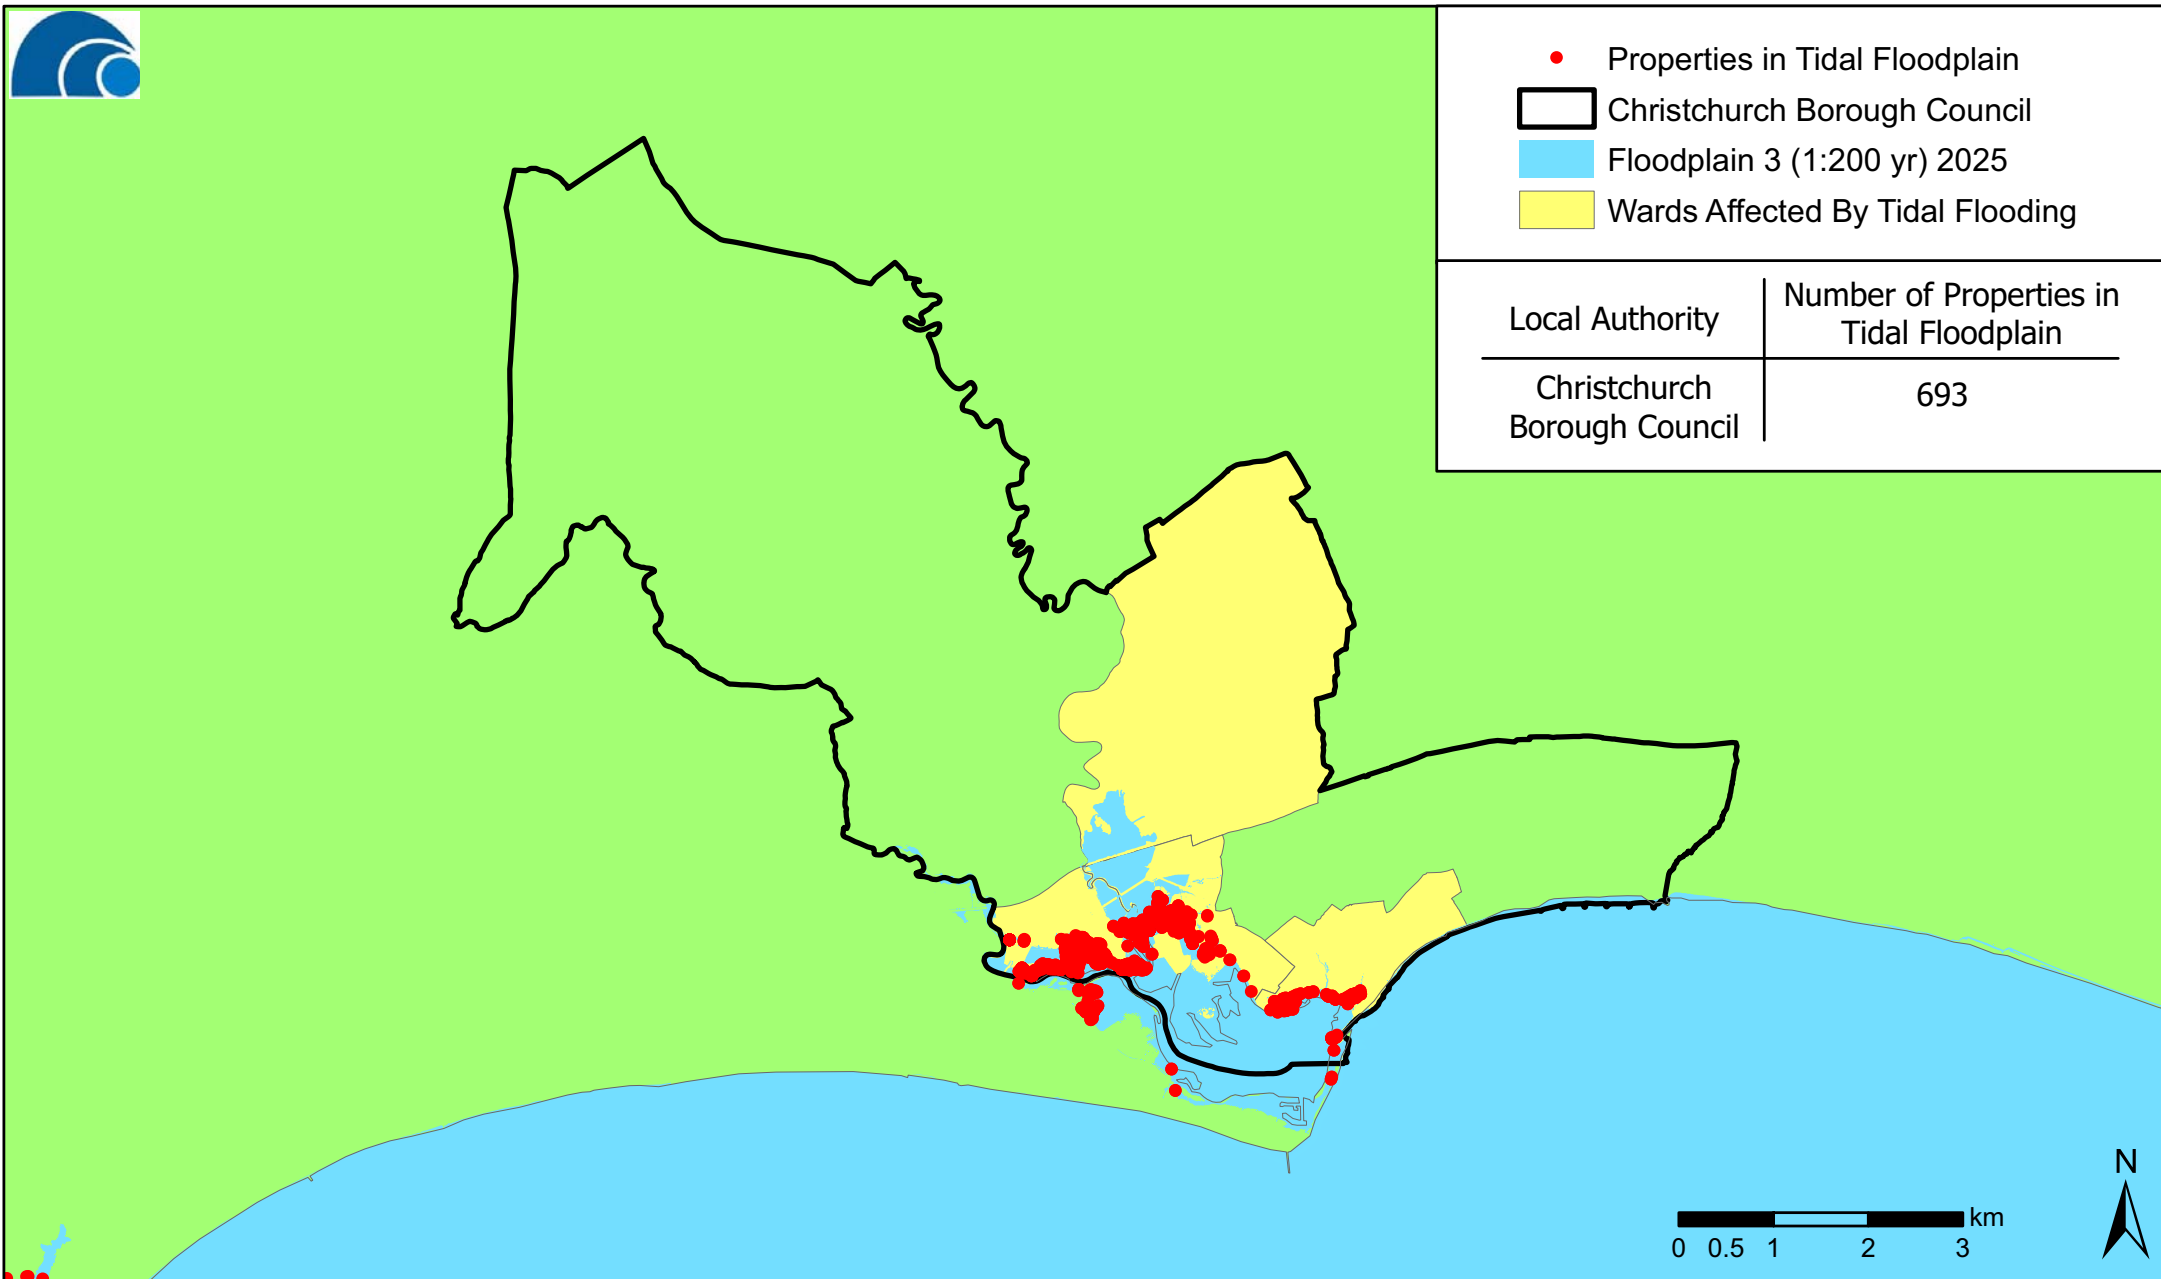 Properties in Tidal Floodplain
Christchurch Borough Council
Floodplain 3 (1:200 yr) 2025
Wards Affected By Tidal Flooding
Local Authority
Number of Properties in
Tidal Floodplain
Christchurch
Borough Council
693
N
km
0 0.5 1 2 3